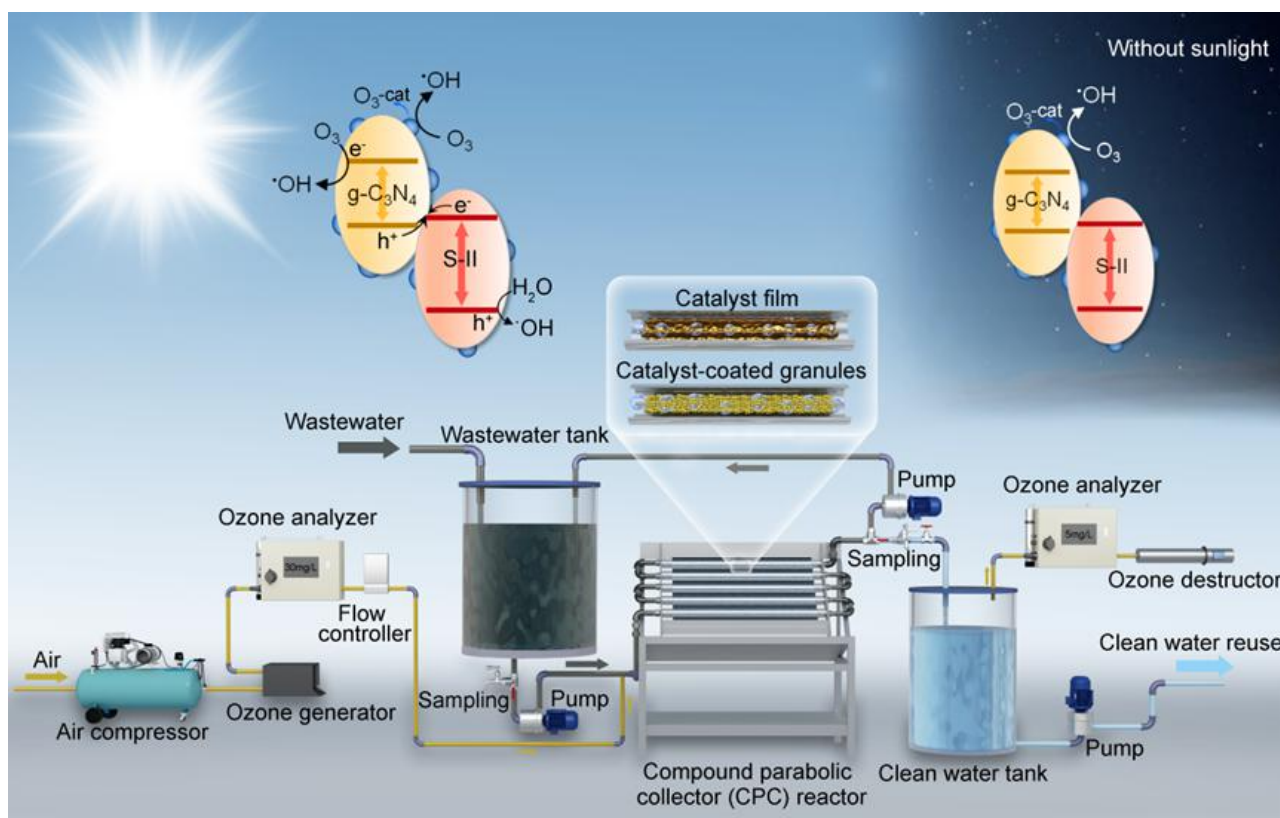 Without sunlight
•OH
O₃-cat
O₃
O₃
e⁻
•OH
g-C₃N₄
e⁻
h⁺
S-II
H₂O
h⁺
•OH
•OH
O₃-cat
O₃
g-C₃N₄
S-II
Catalyst film
Catalyst-coated granules
Wastewater
Wastewater tank
Pump
Ozone analyzer
5mg/L
Sampling
Ozone destructor
Ozone analyzer
30mg/L
Flow
controller
Air
Air compressor
Ozone generator
Sampling
Pump
Compound parabolic
collector (CPC) reactor
Clean water tank
Pump
Clean water reuse